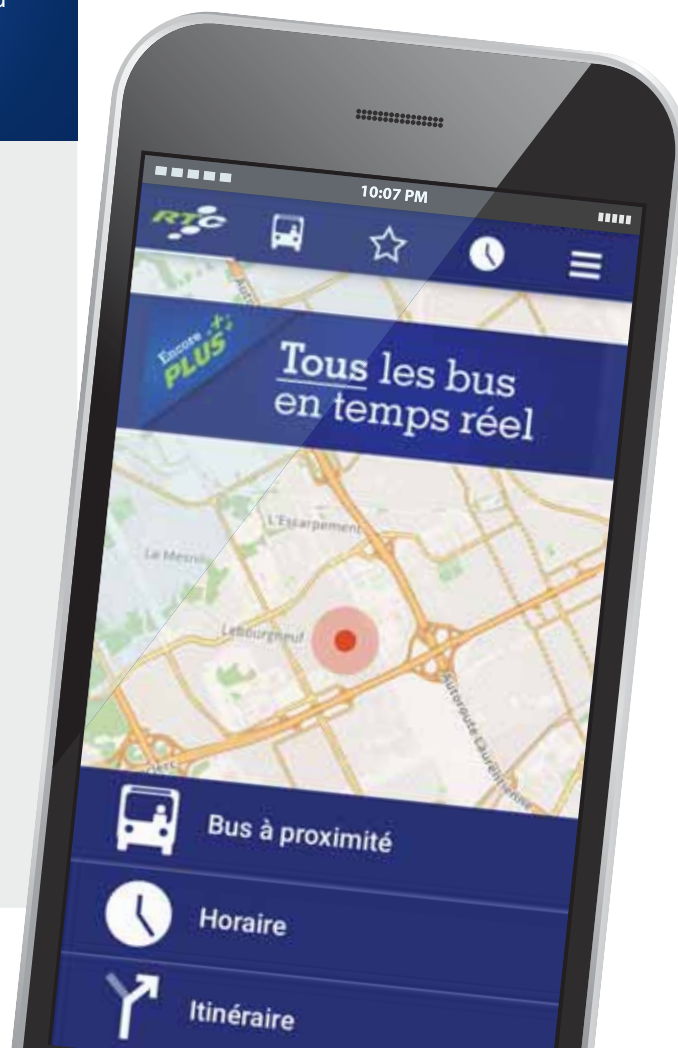 10:07 PM
RTC
Encore
PLUS
Tous les bus
en temps réel
L'Escarpement
La
Lebourgneuf
Autoroute Laurentienne
Bus à proximité
Horaire
Itinéraire